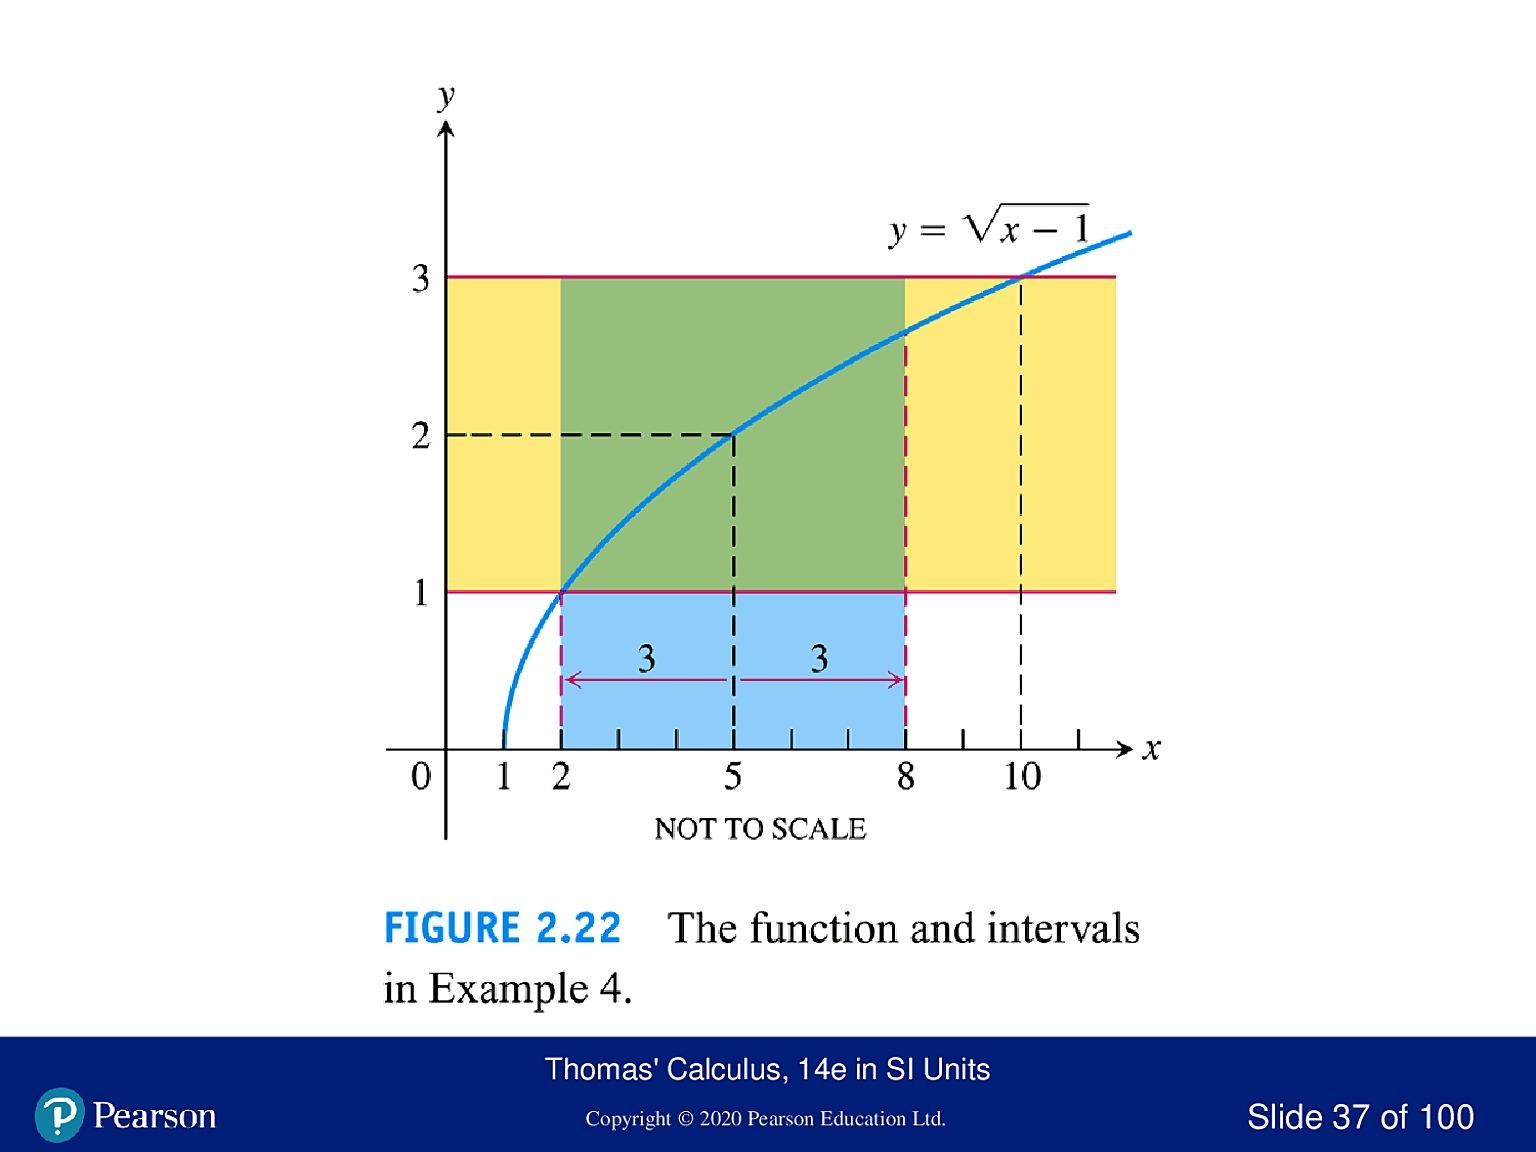 y
y = √x − 1
3
2
1
3 3
0 1 2 5 8 10 x
NOT TO SCALE
FIGURE 2.22 The function and intervals
in Example 4.
Thomas' Calculus, 14e in SI Units
P Pearson
Copyright © 2020 Pearson Education Ltd.
Slide 37 of 100